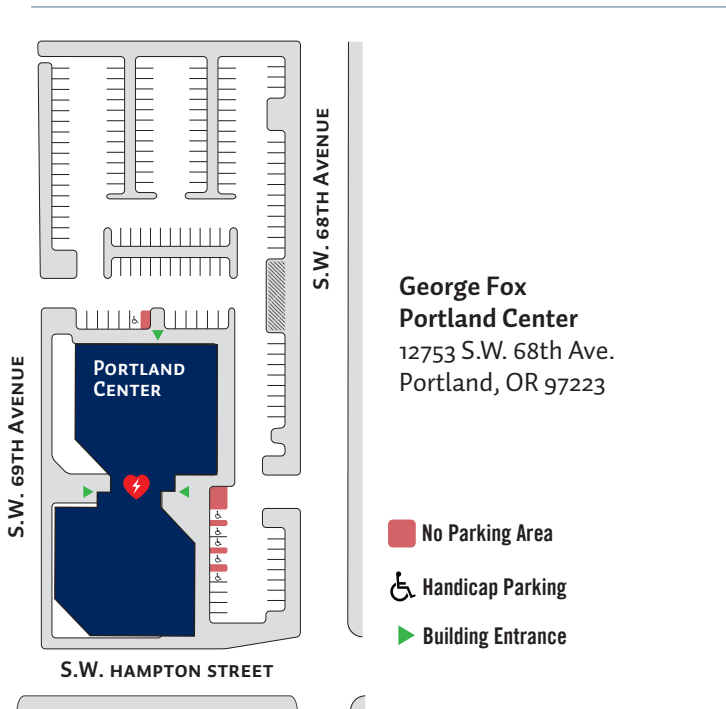 S.W. 68TH AVENUE
PORTLAND
CENTER
S.W. 69TH AVENUE
S.W. HAMPTON STREET
George Fox
Portland Center
12753 S.W. 68th Ave.
Portland, OR 97223
No Parking Area
Handicap Parking
Building Entrance